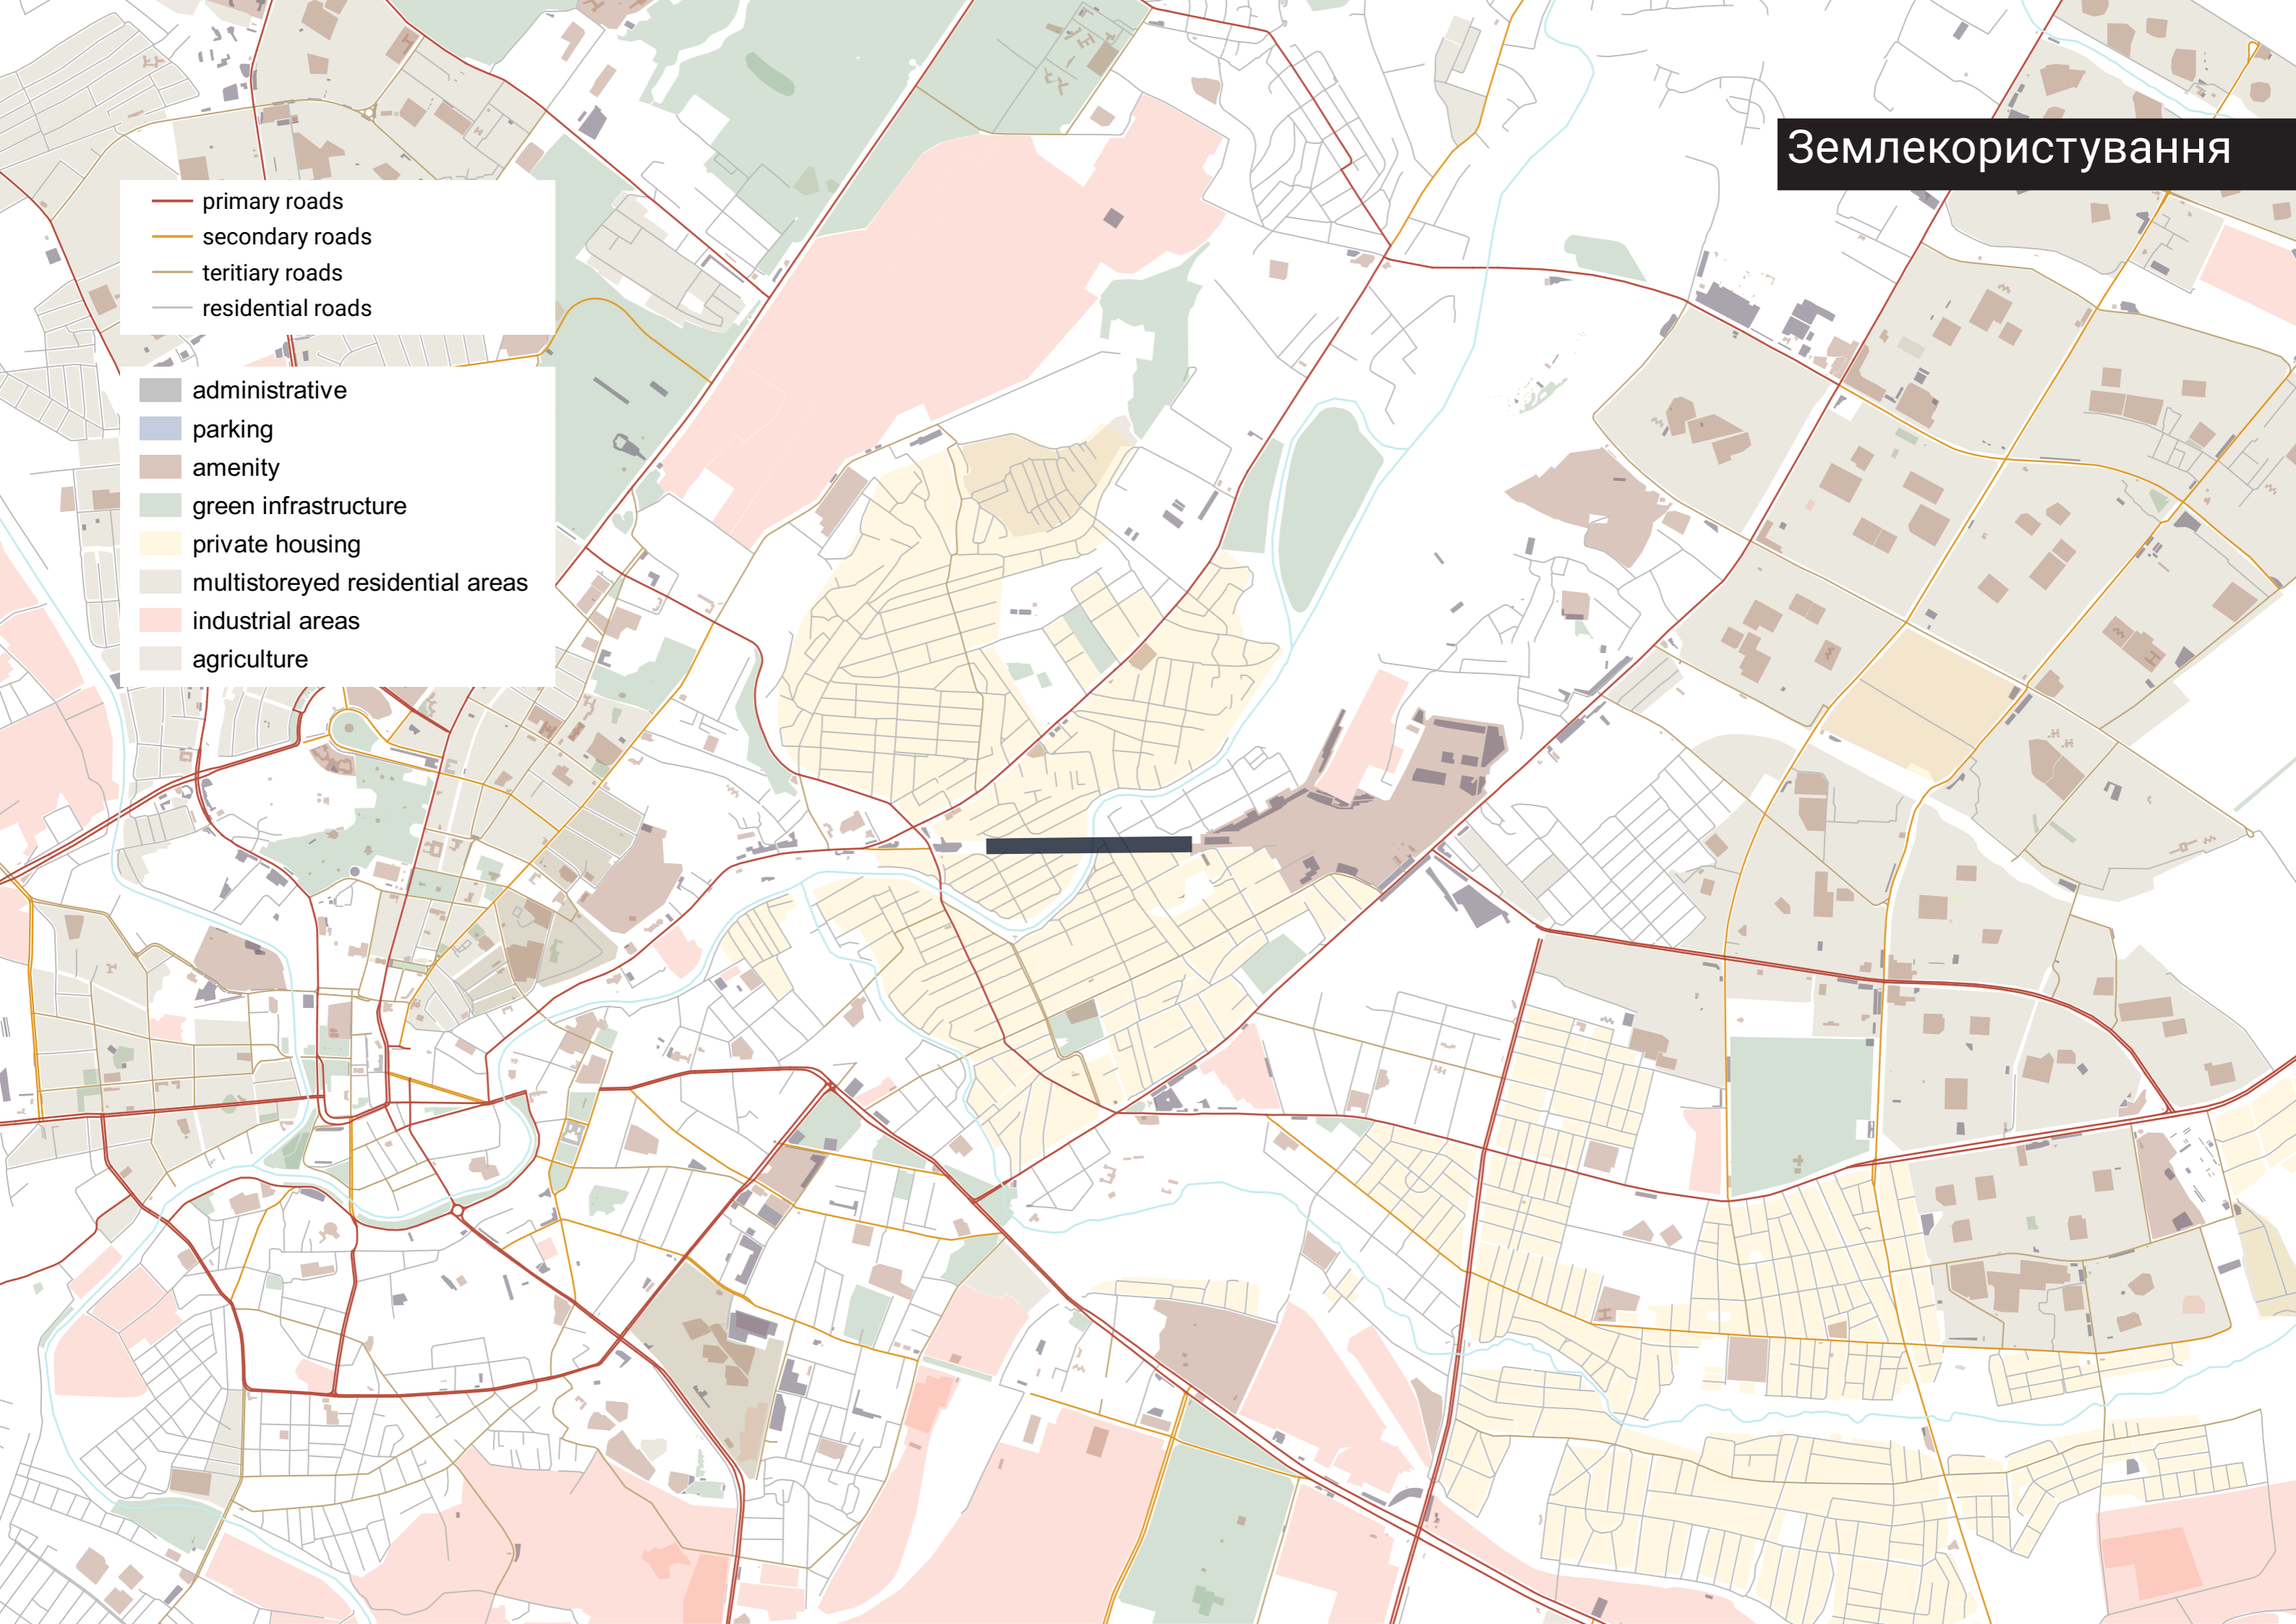 Землекористування
primary roads
secondary roads
teritiary roads
residential roads
administrative
parking
amenity
green infrastructure
private housing
multistoreyed residential areas
industrial areas
agriculture